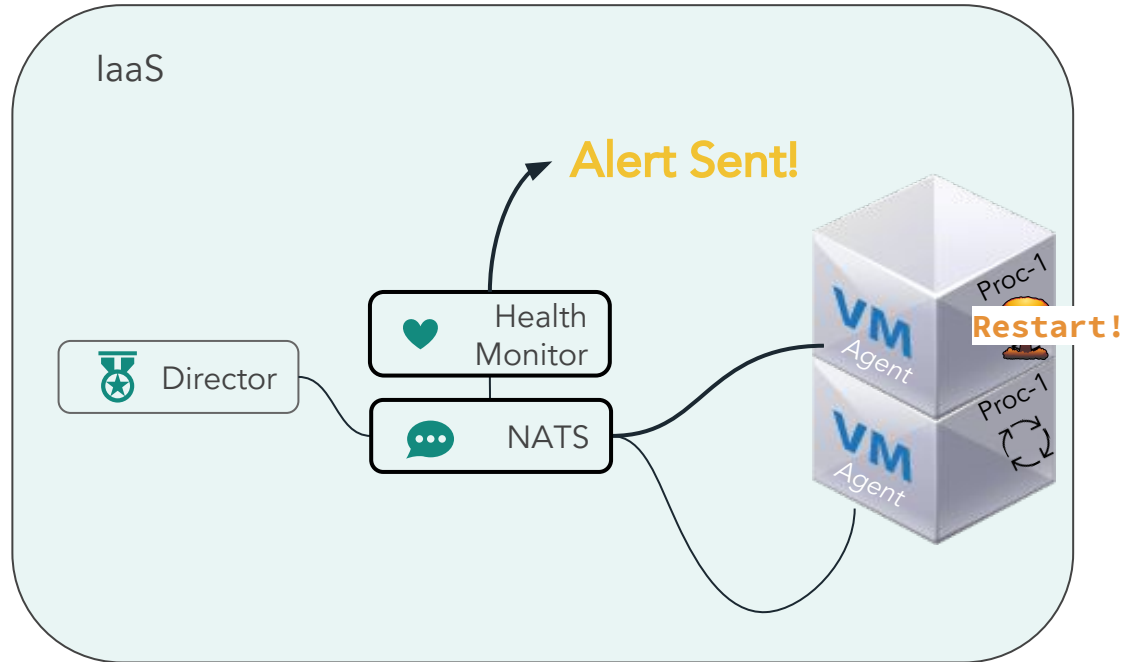 IaaS
Alert Sent!
Proc-1
VM
Agent
Restart!
Health
Monitor
Director
NATS
Proc-1
VM
Agent